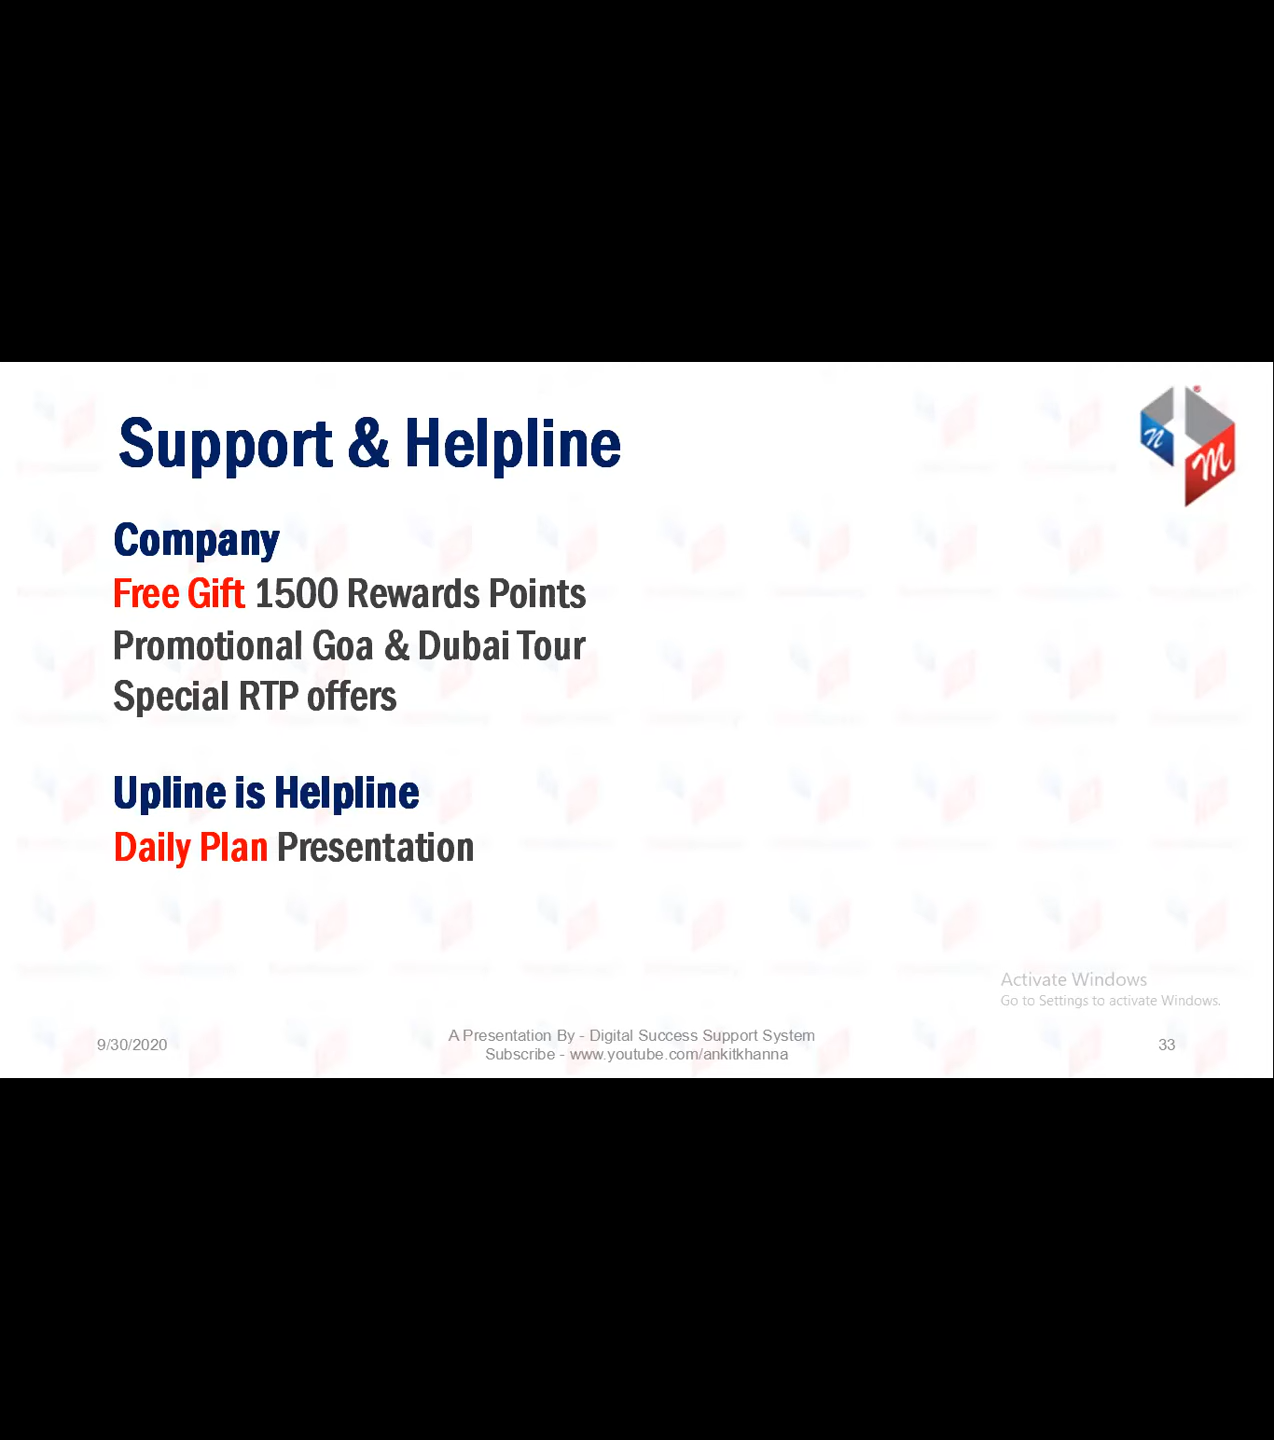 Support & Helpline
Company
Free Gift 1500 Rewards Points
Promotional Goa & Dubai Tour
Special RTP offers
Upline is Helpline
Daily Plan Presentation
Activate Windows
Go to Settings to activate Windows.
9/30/2020
A Presentation By - Digital Success Support System
Subscribe - www.youtube.com/ankitkhanna
33
n
m
®